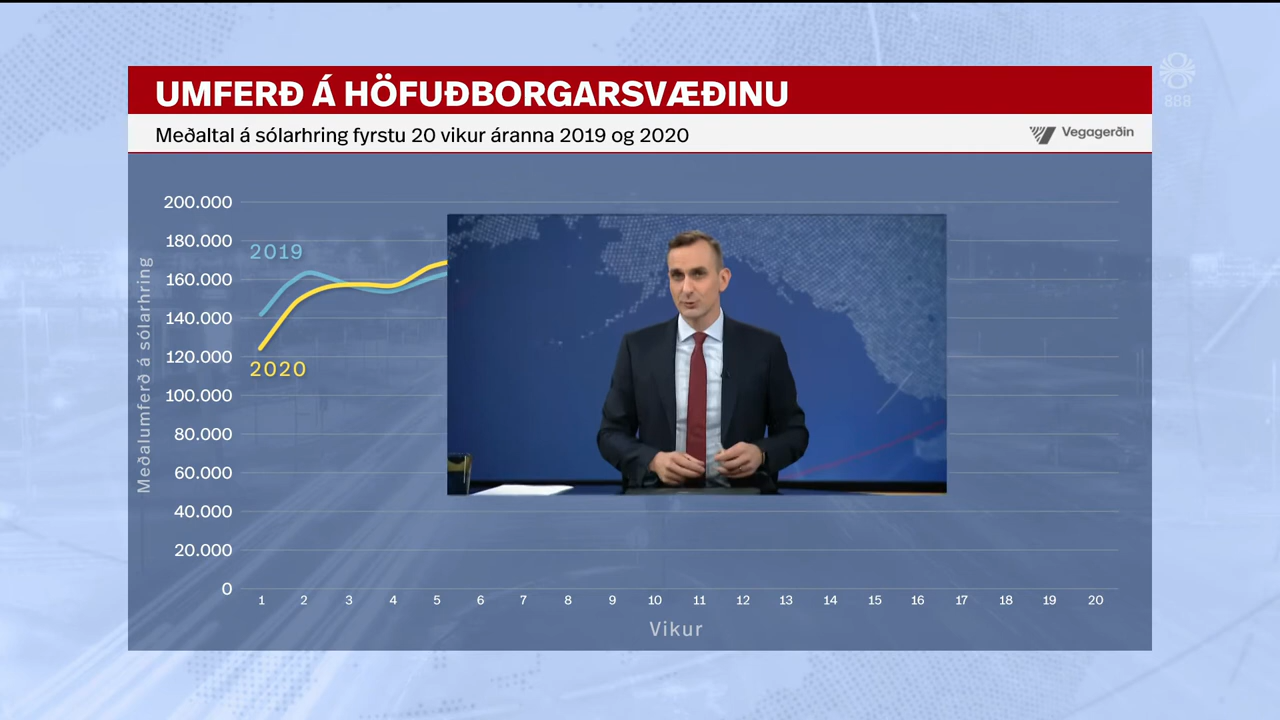 UMFERÐ Á HÖFUÐBORGARSVÆÐINU
888
Meðaltal á sólarhring fyrstu 20 vikur áranna 2019 og 2020
Vegagerðin
Meðalumferð á sólarhring
200.000
180.000
160.000
140.000
120.000
100.000
80.000
60.000
40.000
20.000
0
2019
2020
1 2 3 4 5 6 7 8 9 10 11 12 13 14 15 16 17 18 19 20
Vikur